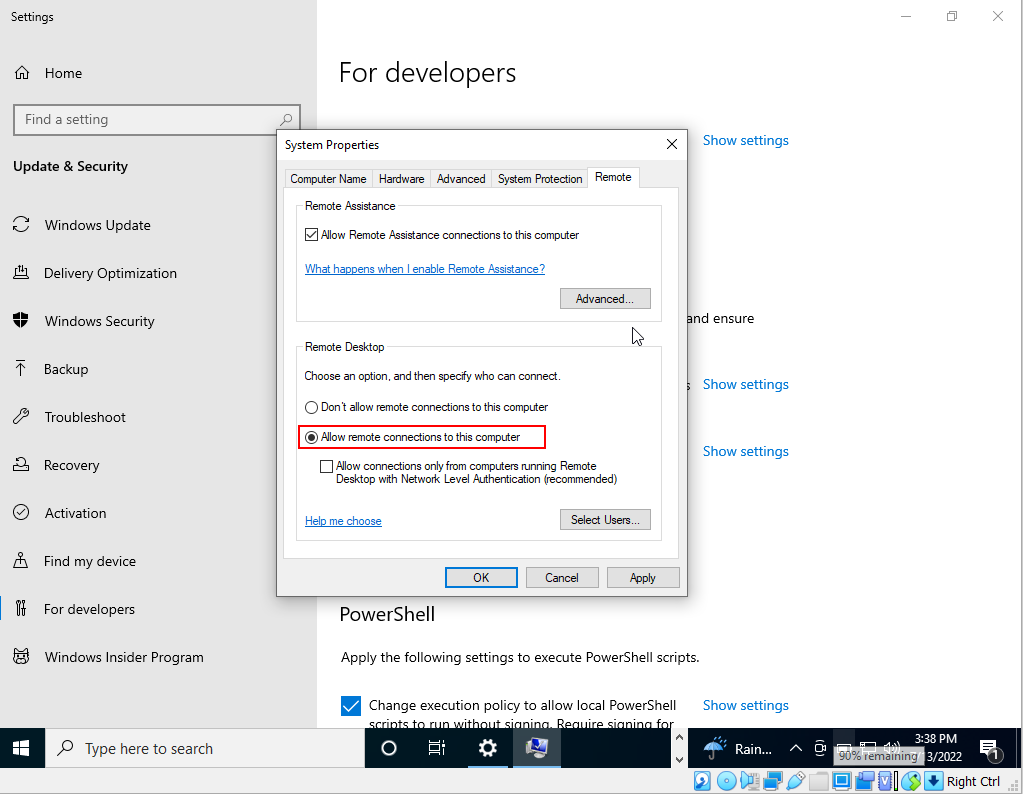 Settings
Home
Find a setting
Update & Security
Windows Update
Delivery Optimization
Windows Security
Backup
Troubleshoot
Recovery
Activation
Find my device
For developers
Windows Insider Program
For developers
Show settings
and ensure
s Show settings
Show settings
System Properties
Computer Name Hardware Advanced System Protection Remote
Remote Assistance
Allow Remote Assistance connections to this computer
What happens when I enable Remote Assistance?
Advanced...
Remote Desktop
Choose an option, and then specify who can connect.
Don't allow remote connections to this computer
Allow remote connections to this computer
Allow connections only from computers running Remote
Desktop with Network Level Authentication (recommended)
Help me choose
Select Users...
OK Cancel Apply
PowerShell
Apply the following settings to execute PowerShell scripts.
Change execution policy to allow local PowerShell Show settings
scripts to run without signing. Require signing for
Type here to search
Rain...
3:38 PM
3/2022
90% remaining
1
Right Ctrl